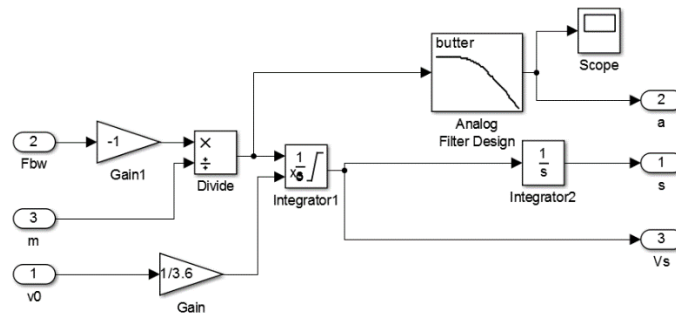 butter
Scope
2
a
Analog
Filter Design
2
Fbw
-1
Gain1
×
÷
Divide
1
s
xo
Integrator1
1
s
Integrator2
1
s
3
m
3
Vs
1
v0
1/3.6
Gain